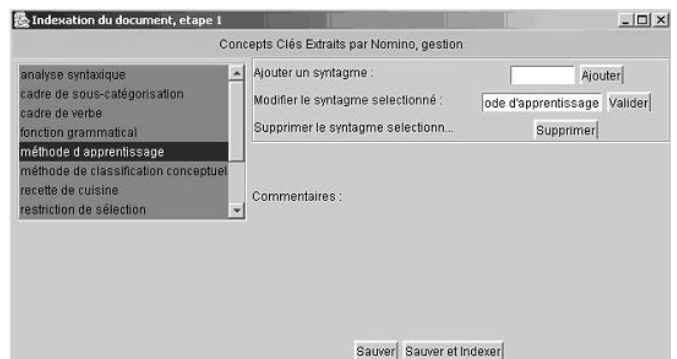 Indexation du document, etape 1
Concepts Clés Extraits par Nomino, gestion
analyse syntaxique
cadre de sous-catégorisation
cadre de verbe
fonction grammatical
méthode d apprentissage
méthode de classification conceptuel
recette de cuisine
restriction de sélection
Ajouter un syntagme :
Ajouter
Modifier le syntagme selectionné :
ode d'apprentissage
Valider
Supprimer le syntagme selectionn...
Supprimer
Commentaires :
Sauver
Sauver et Indexer